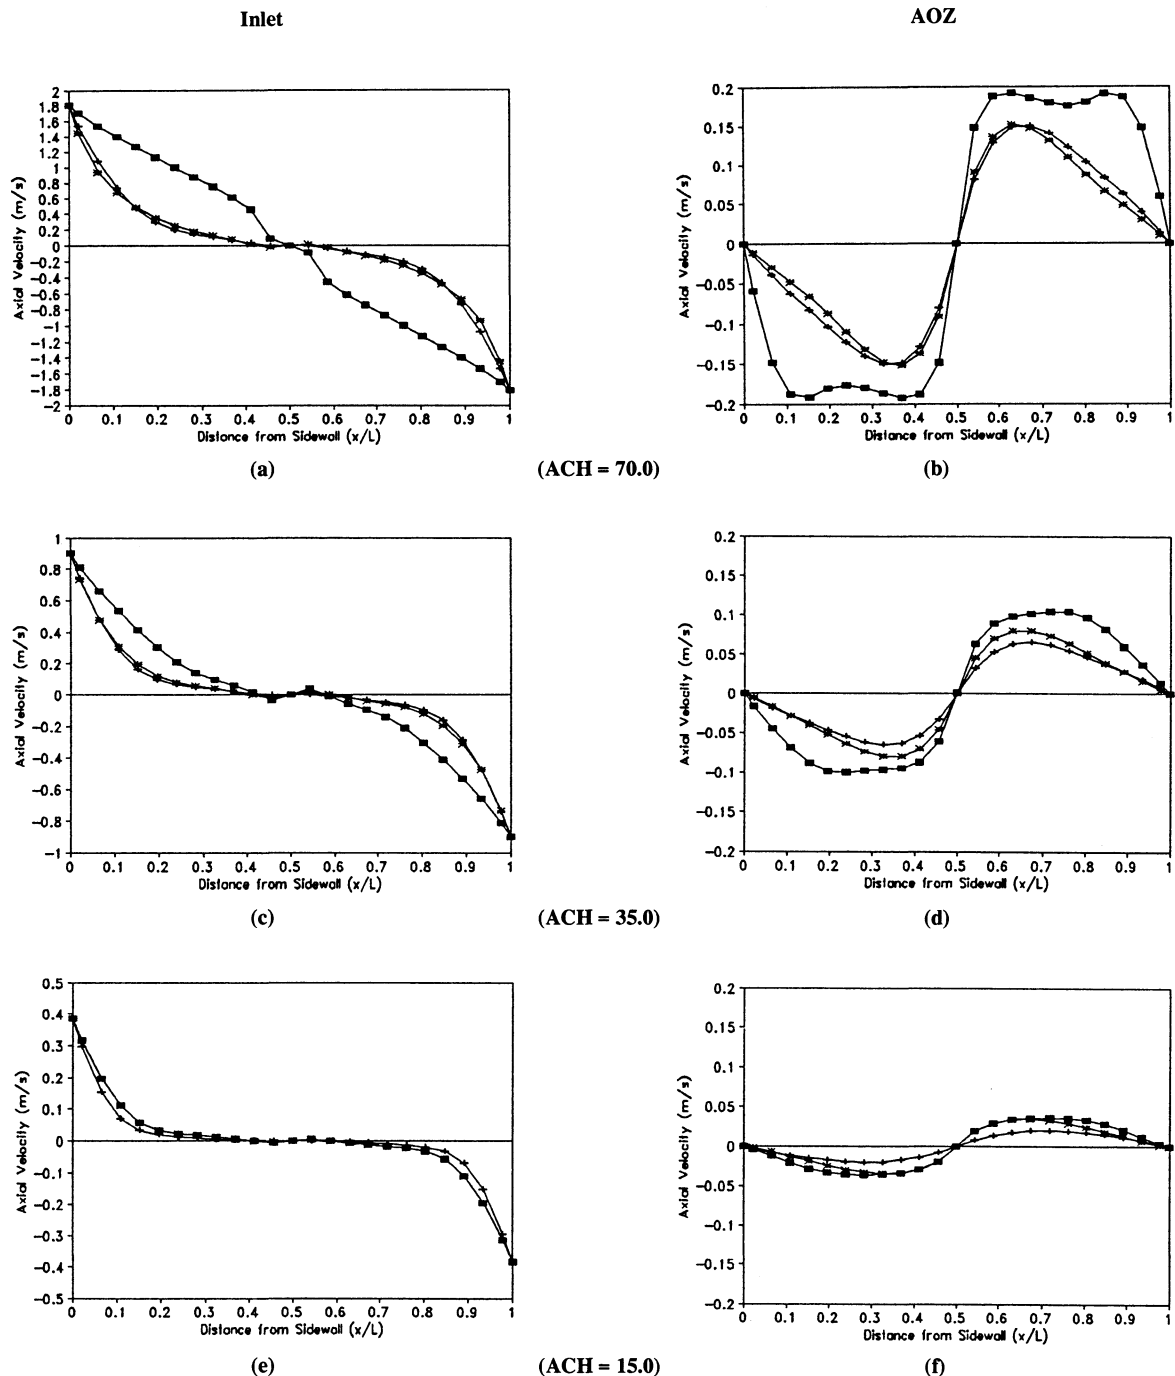 Inlet
AOZ
2
1.8
1.6
1.4
1.2
1
0.8
0.6
0.4
0.2
0
−0.2
−0.4
−0.6
−0.8
−1
−1.2
−1.4
−1.6
−1.8
−2
Axial Velocity (m/s)
0 0.1 0.2 0.3 0.4 0.5 0.6 0.7 0.8 0.9 1
Distance from Sidewall (x/L)
0.2
0.15
0.1
0.05
0
−0.05
−0.1
−0.15
−0.2
Axial Velocity (m/s)
0 0.1 0.2 0.3 0.4 0.5 0.6 0.7 0.8 0.9 1
Distance from Sidewall (x/L)
(a)
(ACH = 70.0)
(b)
1
0.8
0.6
0.4
0.2
0
−0.2
−0.4
−0.6
−0.8
−1
Axial Velocity (m/s)
0 0.1 0.2 0.3 0.4 0.5 0.6 0.7 0.8 0.9 1
Distance from Sidewall (x/L)
0.2
0.15
0.1
0.05
0
−0.05
−0.1
−0.15
−0.2
Axial Velocity (m/s)
0 0.1 0.2 0.3 0.4 0.5 0.6 0.7 0.8 0.9 1
Distance from Sidewall (x/L)
(c)
(ACH = 35.0)
(d)
0.5
0.4
0.3
0.2
0.1
0
−0.1
−0.2
−0.3
−0.4
−0.5
Axial Velocity (m/s)
0 0.1 0.2 0.3 0.4 0.5 0.6 0.7 0.8 0.9 1
Distance from Sidewall (x/L)
0.2
0.15
0.1
0.05
0
−0.05
−0.1
−0.15
−0.2
Axial Velocity (m/s)
0 0.1 0.2 0.3 0.4 0.5 0.6 0.7 0.8 0.9 1
Distance from Sidewall (x/L)
(e)
(ACH = 15.0)
(f)